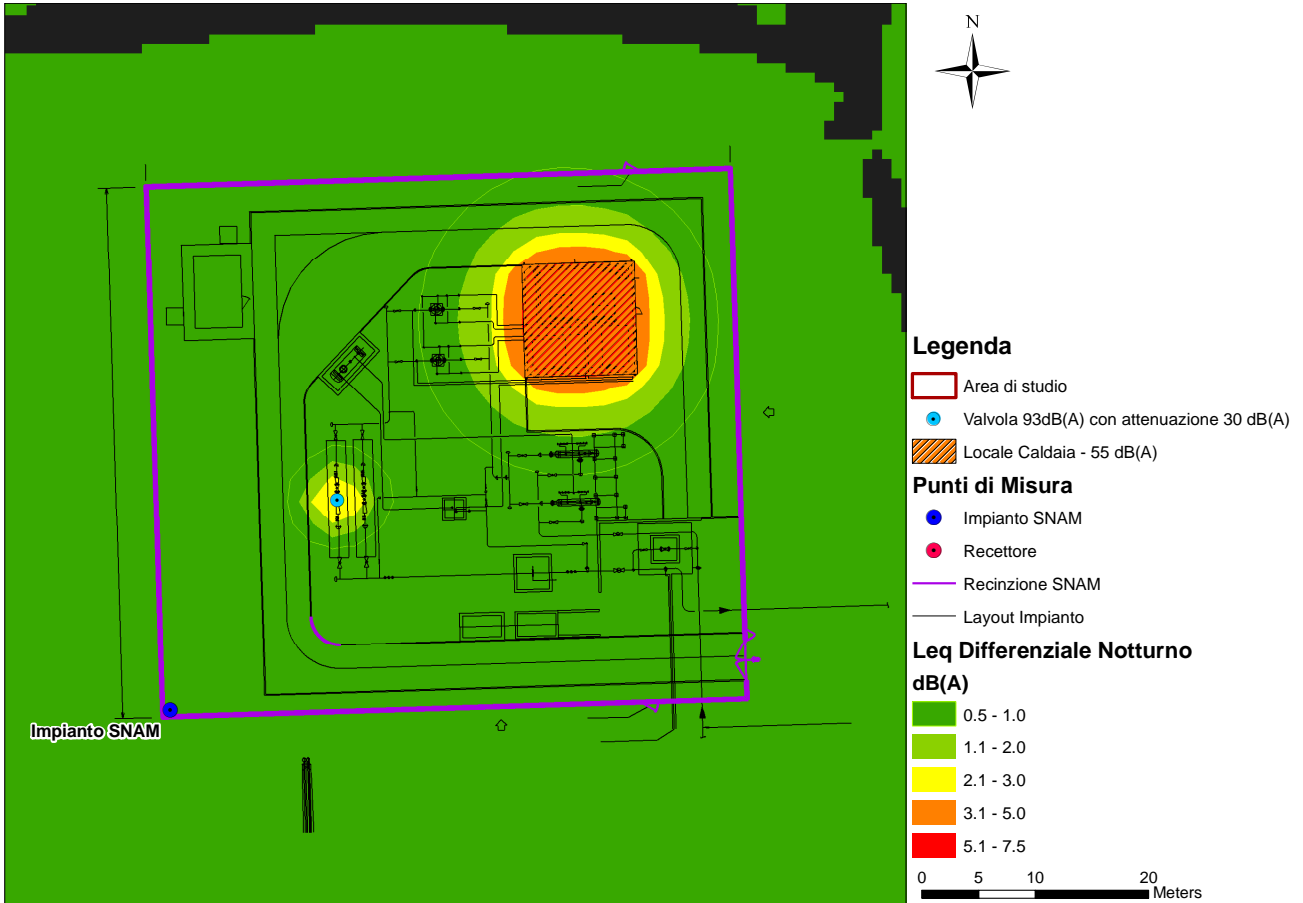 N
Impianto SNAM
Legenda
Area di studio
Valvola 93dB(A) con attenuazione 30 dB(A)
Locale Caldaia - 55 dB(A)
Punti di Misura
Impianto SNAM
Recettore
Recinzione SNAM
Layout Impianto
Leq Differenziale Notturno
dB(A)
0.5 - 1.0
1.1 - 2.0
2.1 - 3.0
3.1 - 5.0
5.1 - 7.5
0 5 10 20
Meters